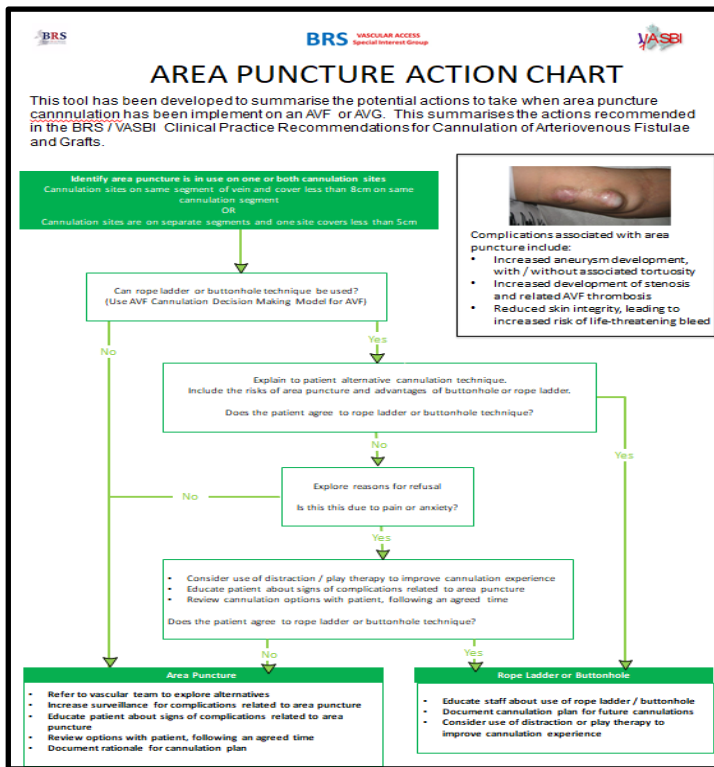 BRS
BRS VASCULAR ACCESS
Special Interest Group
VASBI
AREA PUNCTURE ACTION CHART
This tool has been developed to summarise the potential actions to take when area puncture
cannnulation has been implement on an AVF or AVG. This summarises the actions recommended
in the BRS / VASBI Clinical Practice Recommendations for Cannulation of Arteriovenous Fistulae
and Grafts.
Identify area puncture is in use on one or both cannulation sites
Cannulation sites on same segment of vein and cover less than 8cm on same
cannulation segment
OR
Cannulation sites are on separate segments and one site covers less than 5cm
Complications associated with area
puncture include:
• Increased aneurysm development,
with / without associated tortuosity
• Increased development of stenosis
and related AVF thrombosis
• Reduced skin integrity, leading to
increased risk of life-threatening bleed
Can rope ladder or buttonhole technique be used?
(Use AVF Cannulation Decision Making Model for AVF)
No
Yes
Explain to patient alternative cannulation technique.
Include the risks of area puncture and advantages of buttonhole or rope ladder.
Does the patient agree to rope ladder or buttonhole technique?
No
Yes
Explore reasons for refusal
Is this this due to pain or anxiety?
No
Yes
• Consider use of distraction / play therapy to improve cannulation experience
• Educate patient about signs of complications related to area puncture
• Review cannulation options with patient, following an agreed time
Does the patient agree to rope ladder or buttonhole technique?
No
Yes
Area Puncture
• Refer to vascular team to explore alternatives
• Increase surveillance for complications related to area puncture
• Educate patient about signs of complications related to area
puncture
• Review options with patient, following an agreed time
• Document rationale for cannulation plan
Rope Ladder or Buttonhole
• Educate staff about use of rope ladder / buttonhole
• Document cannulation plan for future cannulations
• Consider use of distraction or play therapy to
improve cannulation experience